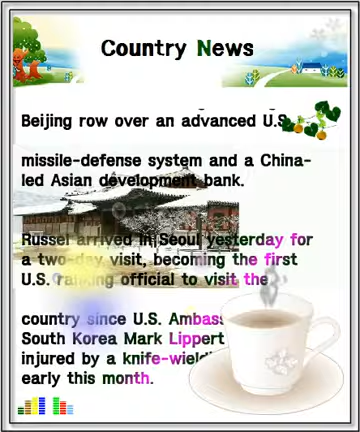 Country News
Beijing row over an advanced U.S.
missile-defense system and a China-
led Asian development bank.
Russel arrived in Seoul yesterday for
a two-day visit, becoming the first
U.S. ranking official to visit the
country since U.S.
South Korea Mark Lippert
injured by a
early this month.